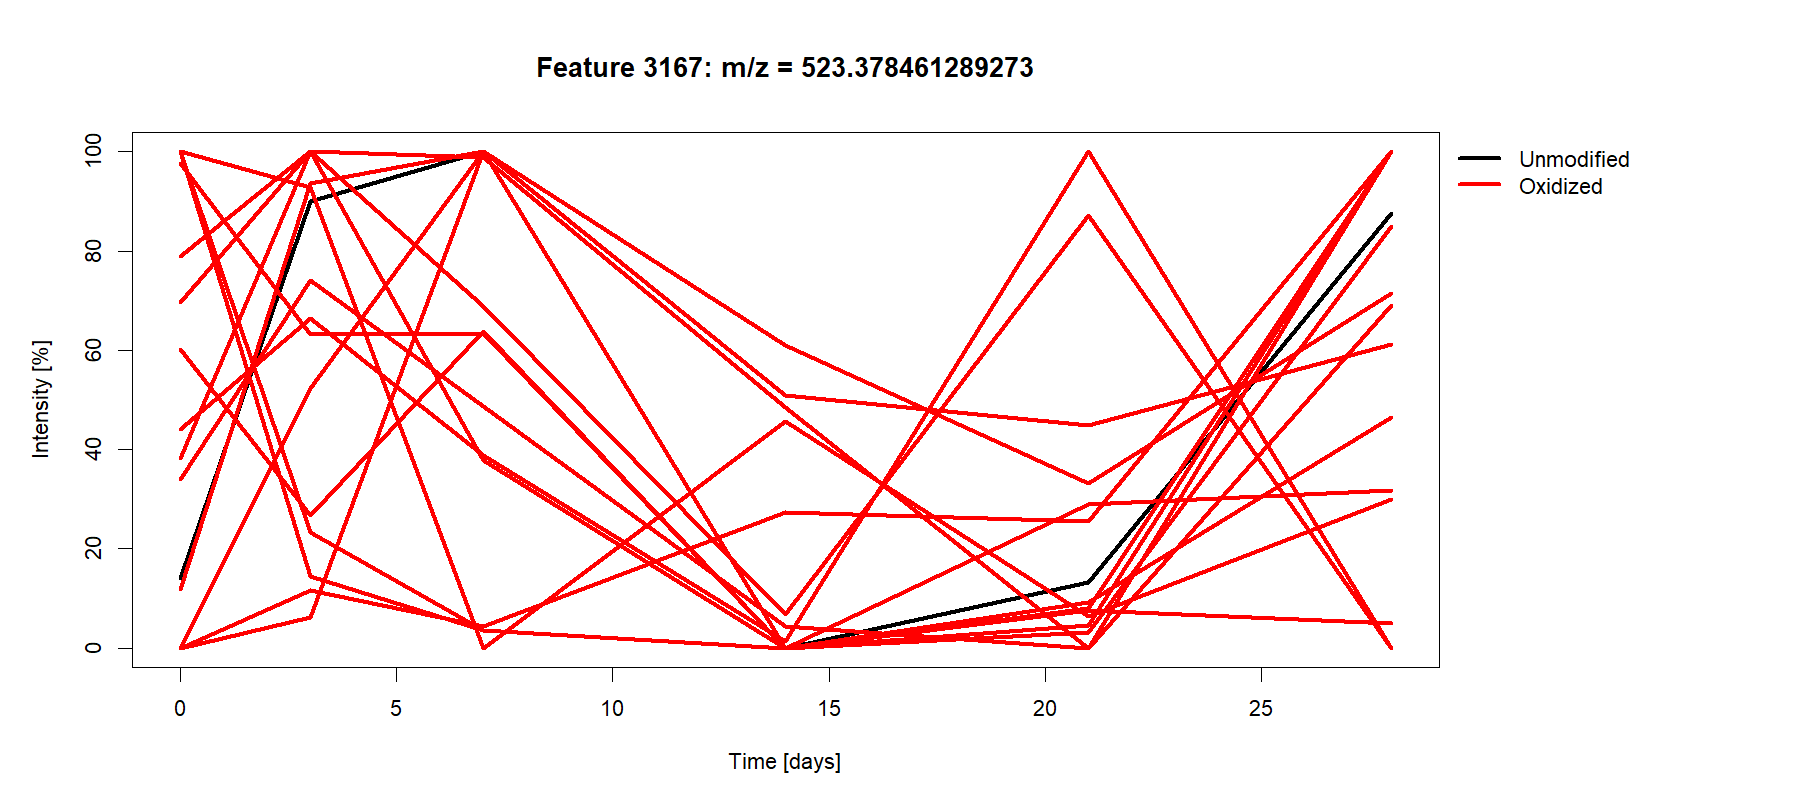 Feature 3167: m/z = 523.378461289273
Unmodified
Oxidized
Intensity [%]
100
80
60
40
20
0
0 5 10 15 20 25
Time [days]